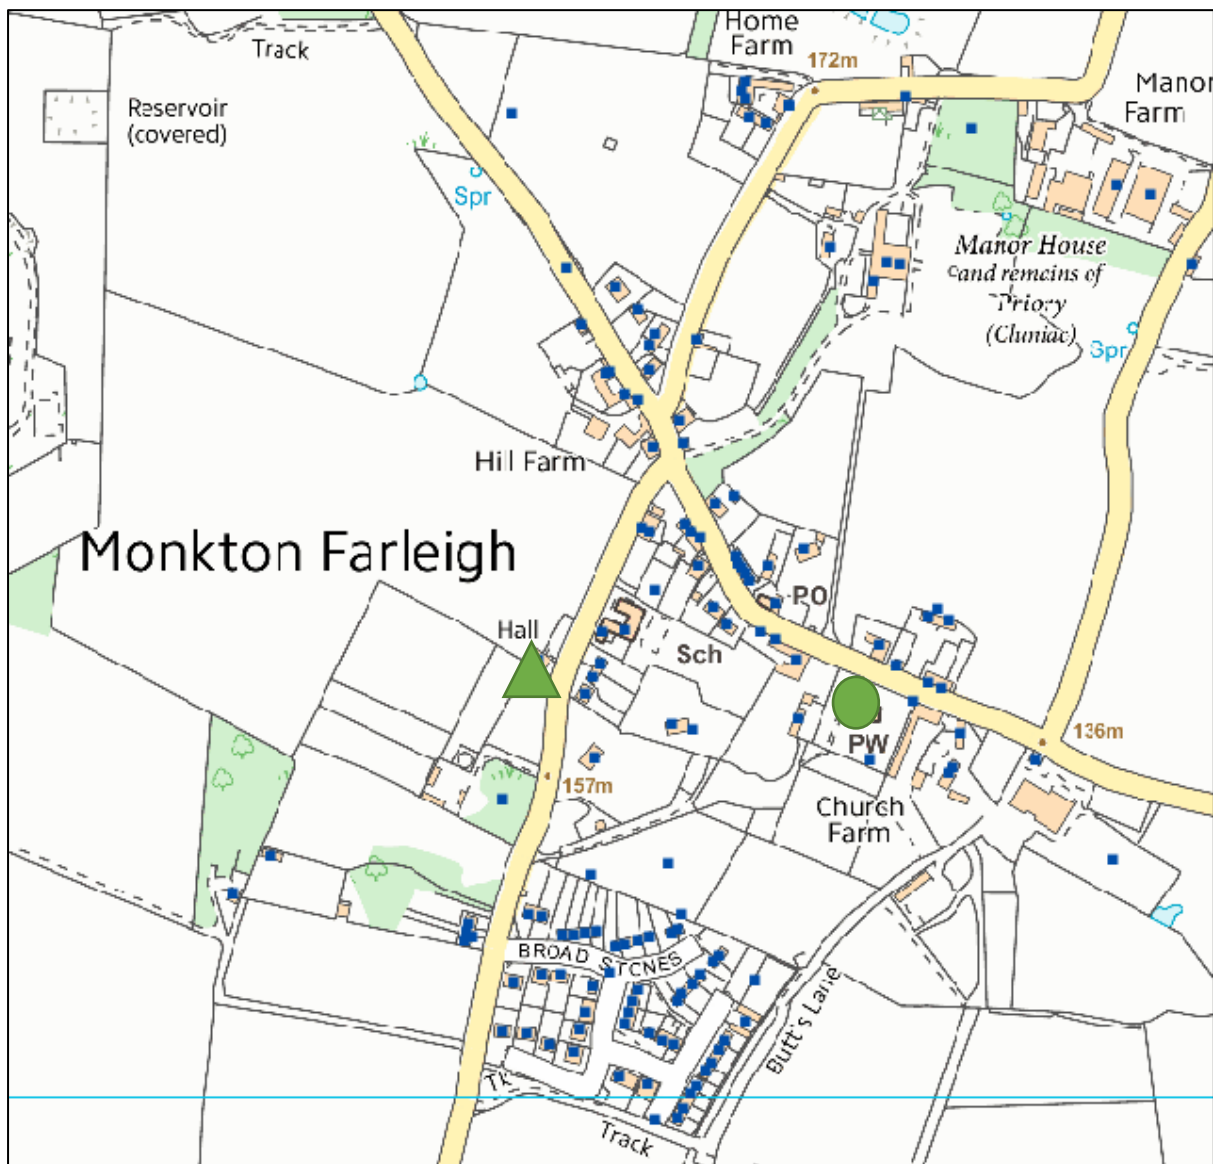 Home
Farm
172m
Track
Manor
Farm
Reservoir
(covered)
Spr
Manor House
and remains of
Priory
(Cluniac)
Spr
Hill Farm
Monkton Farleigh
PO
Hall
Sch
PW
136m
157m
Church
Farm
BROAD STONES
Butt's Lane
Tk
Track